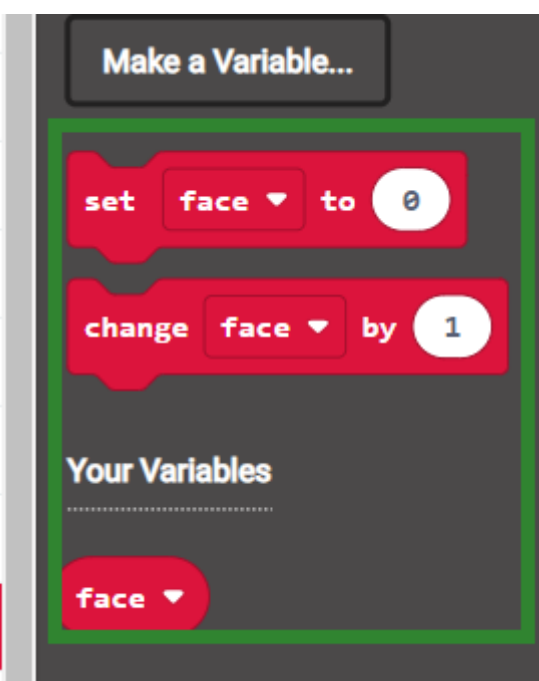 Make a Variable...
set face to 0
change face by 1
Your Variables
face